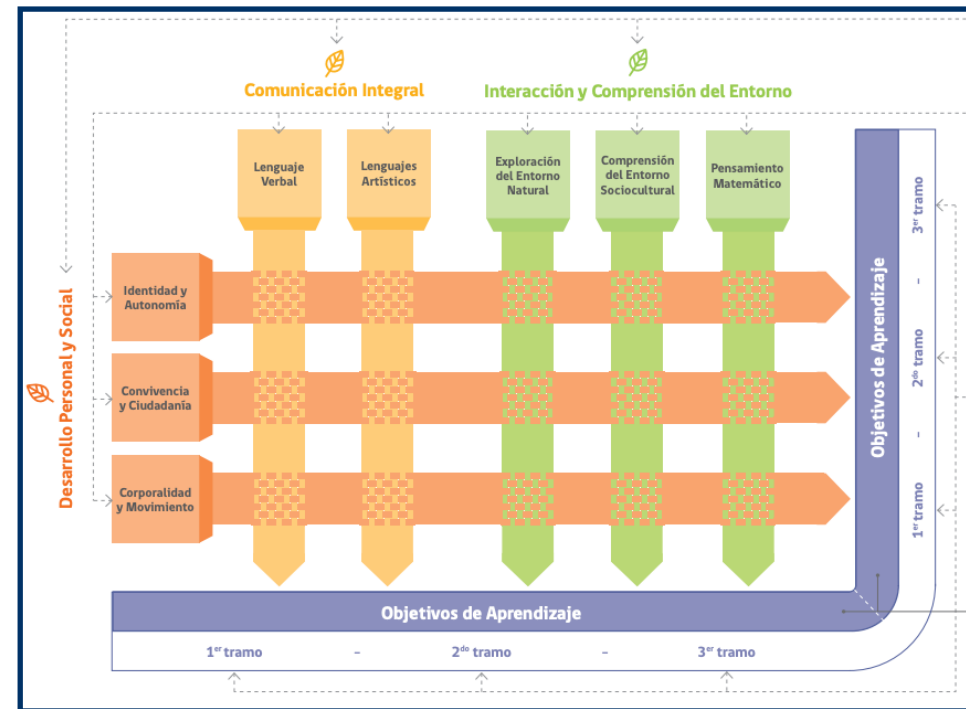 Comunicación Integral
Interacción y Comprensión del Entorno
Lenguaje
Verbal
Lenguajes
Artísticos
Exploración
del Entorno
Natural
Comprensión
del Entorno
Sociocultural
Pensamiento
Matemático
Desarrollo Personal y Social
Identidad y
Autonomía
Convivencia
y Ciudadanía
Corporalidad
y Movimiento
Objetivos de Aprendizaje
1er tramo – 2do tramo – 3er tramo
Objetivos de Aprendizaje
1er tramo – 2do tramo – 3er tramo